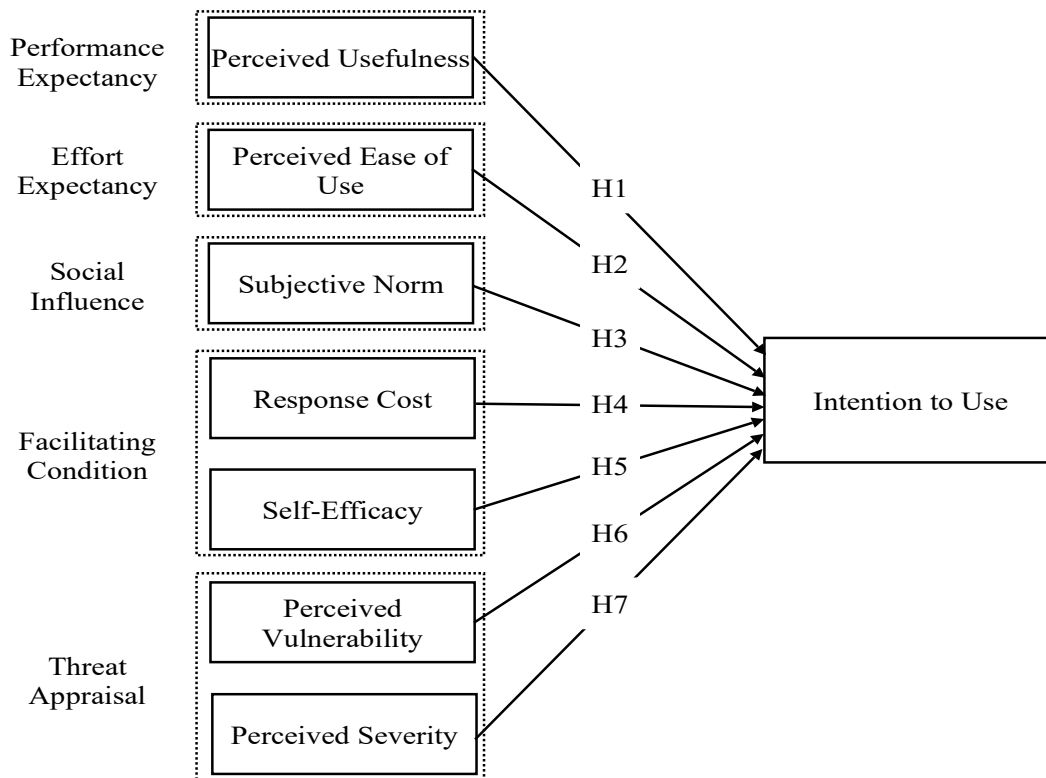 Performance
Expectancy
Perceived Usefulness
Effort
Expectancy
Perceived Ease of
Use
H1
Social
Influence
Subjective Norm
H2
H3
Facilitating
Condition
Response Cost
H4
Intention to Use
Self-Efficacy
H5
H6
Threat
Appraisal
Perceived
Vulnerability
H7
Perceived Severity